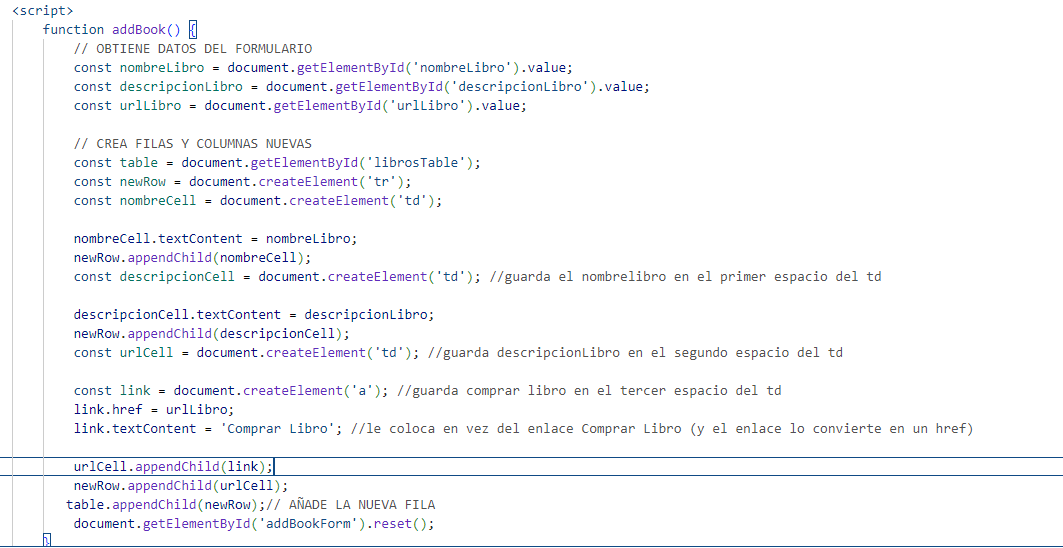 <script>
function addBook() {
// OBTIENE DATOS DEL FORMULARIO
const nombreLibro = document.getElementById('nombreLibro').value;
const descripcionLibro = document.getElementById('descripcionLibro').value;
const urlLibro = document.getElementById('urlLibro').value;
// CREA FILAS Y COLUMNAS NUEVAS
const table = document.getElementById('librosTable');
const newRow = document.createElement('tr');
const nombreCell = document.createElement('td');
nombreCell.textContent = nombreLibro;
newRow.appendChild(nombreCell);
const descripcionCell = document.createElement('td'); //guarda el nombrelibro en el primer espacio del td
descripcionCell.textContent = descripcionLibro;
newRow.appendChild(descripcionCell);
const urlCell = document.createElement('td'); //guarda descripcionLibro en el segundo espacio del td
const link = document.createElement('a'); //guarda comprar libro en el tercer espacio del td
link.href = urlLibro;
link.textContent = 'Comprar Libro'; //le coloca en vez del enlace Comprar Libro (y el enlace lo convierte en un href)
urlCell.appendChild(link);
newRow.appendChild(urlCell);
table.appendChild(newRow);// AÑADE LA NUEVA FILA
document.getElementById('addBookForm').reset();
}